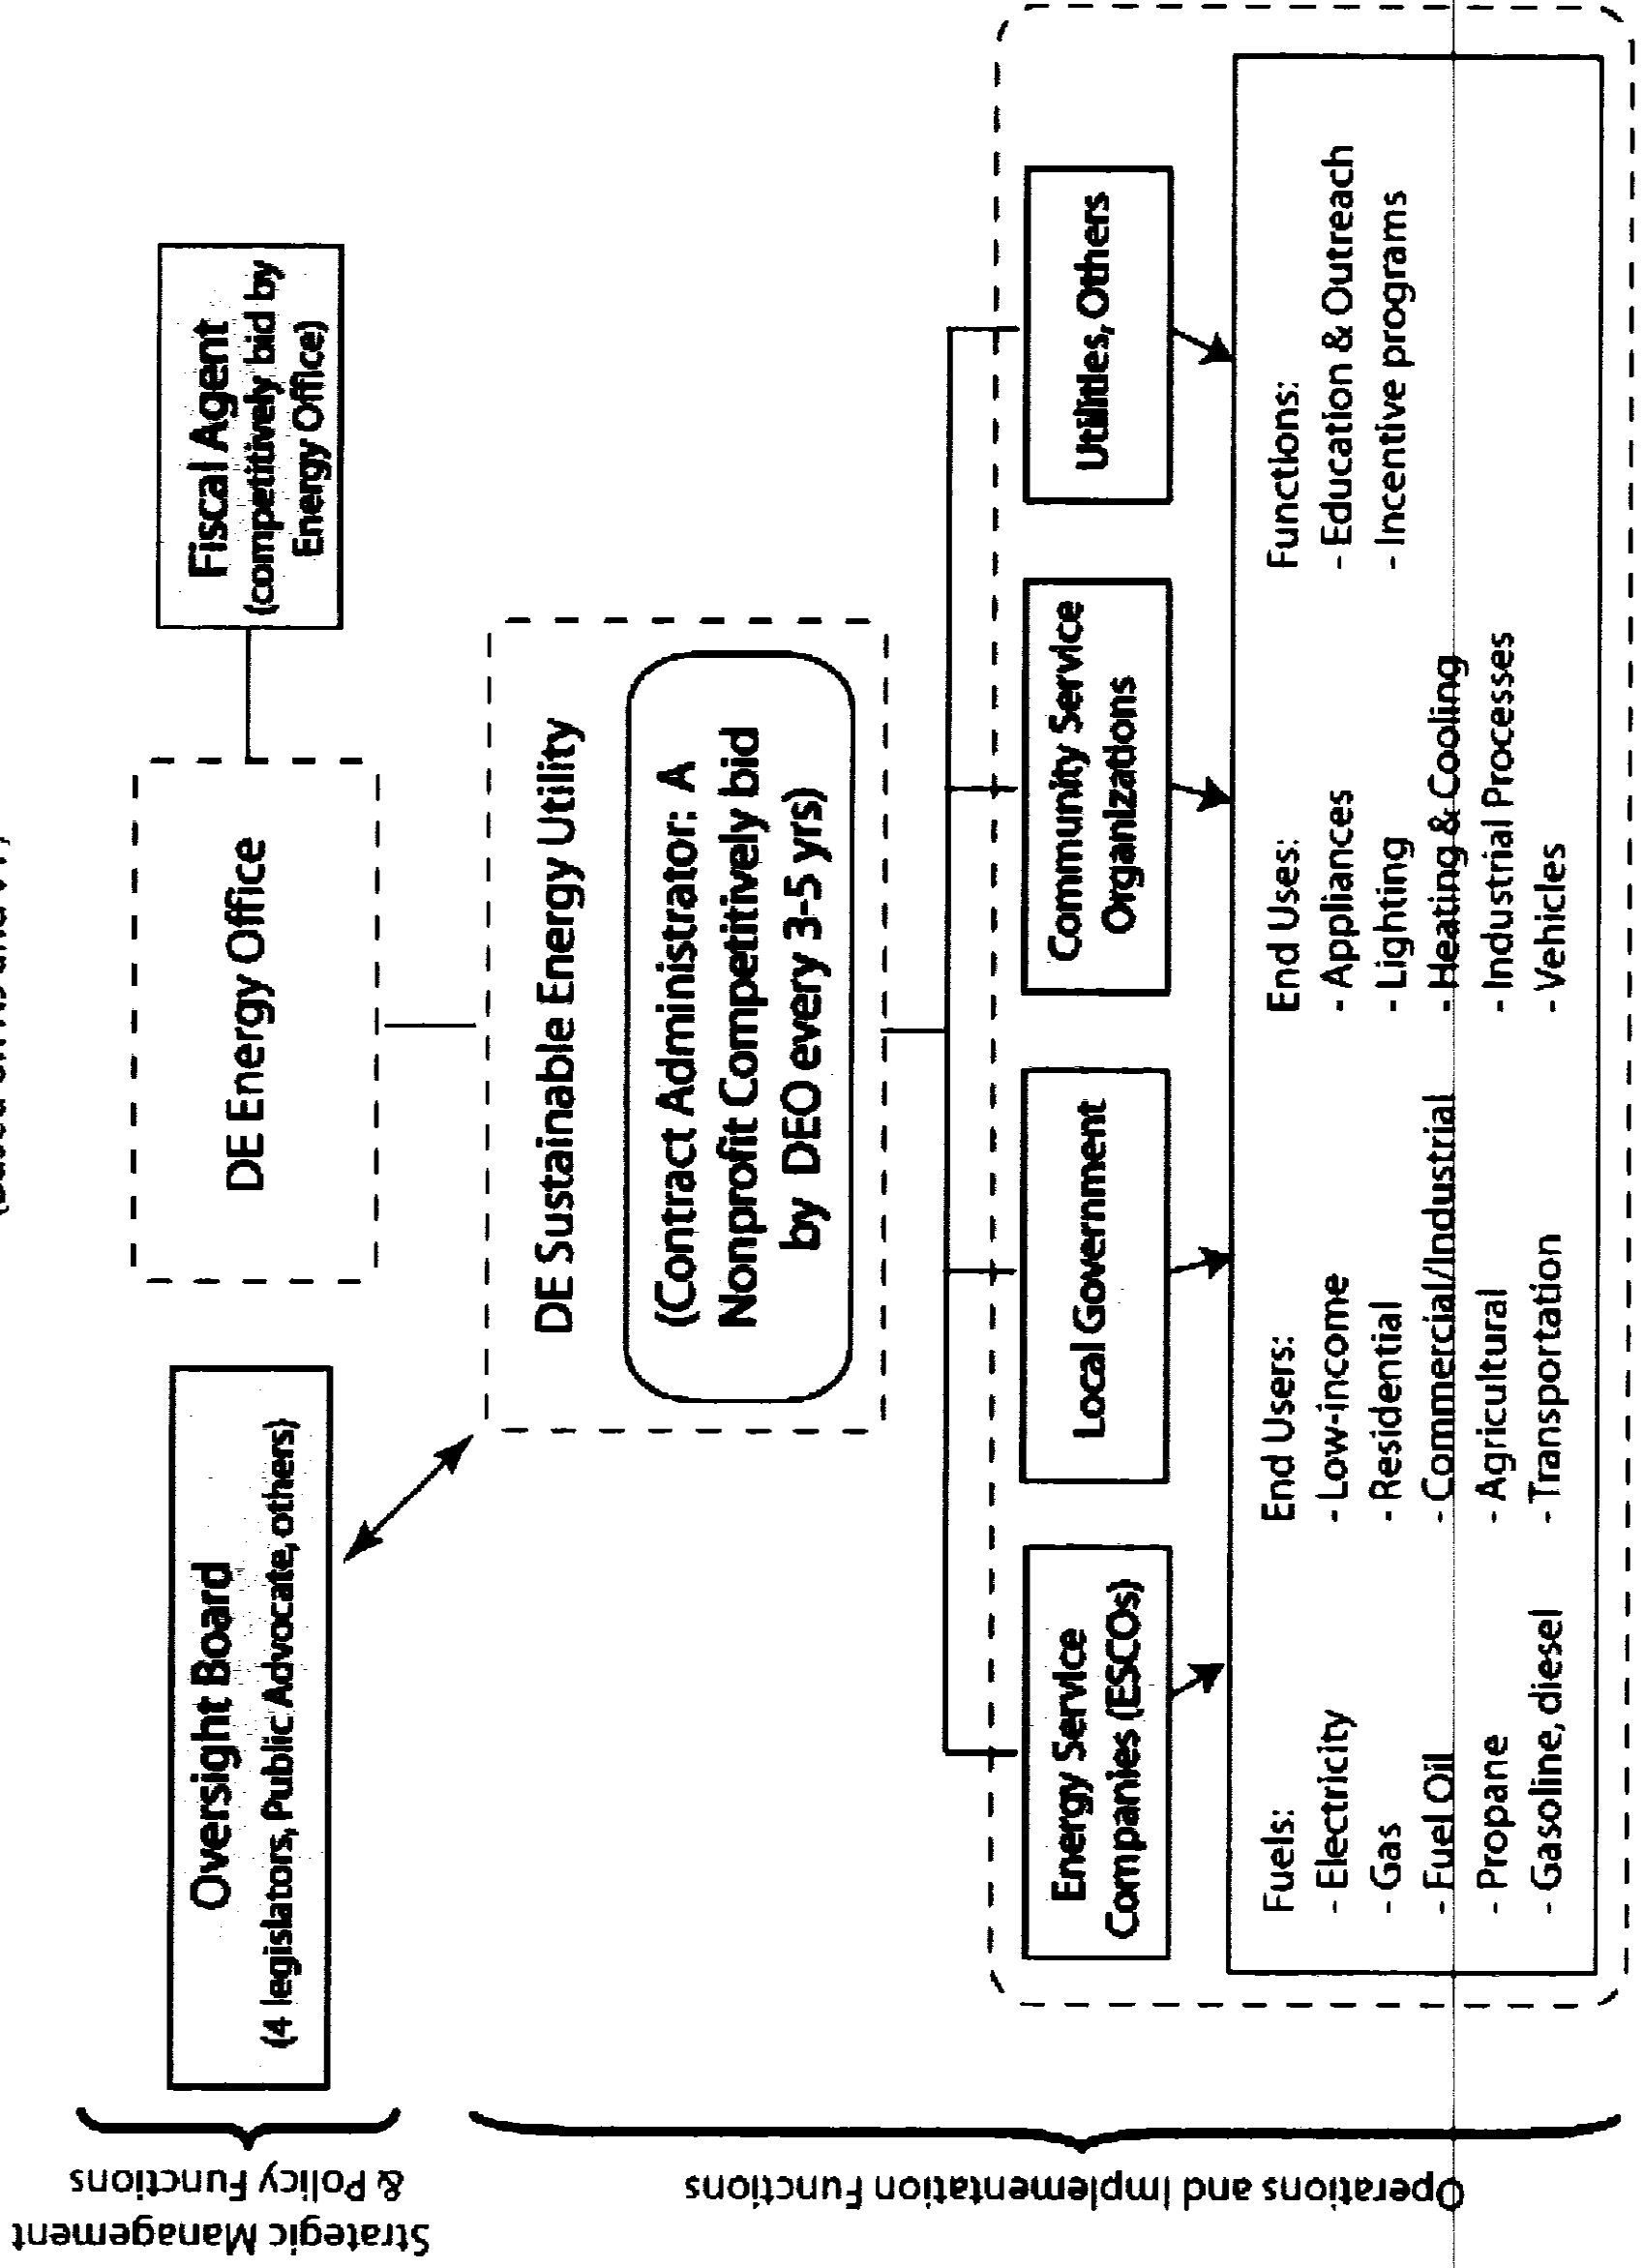 Strategic Management
& Policy Functions
Oversight Board
(4 legislators, Public Advocate, others)
DE Energy Office
Fiscal Agent
(competitively bid by
Energy Office)
Operations and Implementation Functions
DE Sustainable Energy Utility
(Contract Administrator: A
Nonprofit Competitively bid
by DEO every 3-5 yrs)
Energy Service
Companies (ESCOs)
Local Government
Community Service
Organizations
Utilities, Others
Fuels:
- Electricity
- Gas
- Fuel Oil
- Propane
- Gasoline, diesel
End Users:
- Low-income
- Residential
- Commercial/Industrial
- Agricultural
- Transportation
End Uses:
- Appliances
- Lighting
- Heating & Cooling
- Industrial Processes
- Vehicles
Functions:
- Education & Outreach
- Incentive programs